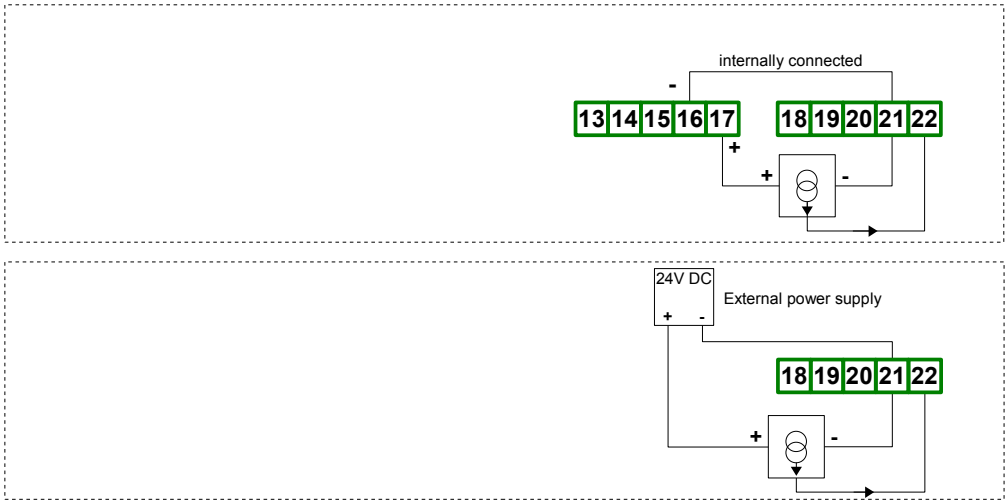 internally connected
-
13 14 15 16 17 18 19 20 21 22
+
+ -
24V DC
External power supply
+ -
18 19 20 21 22
+ -